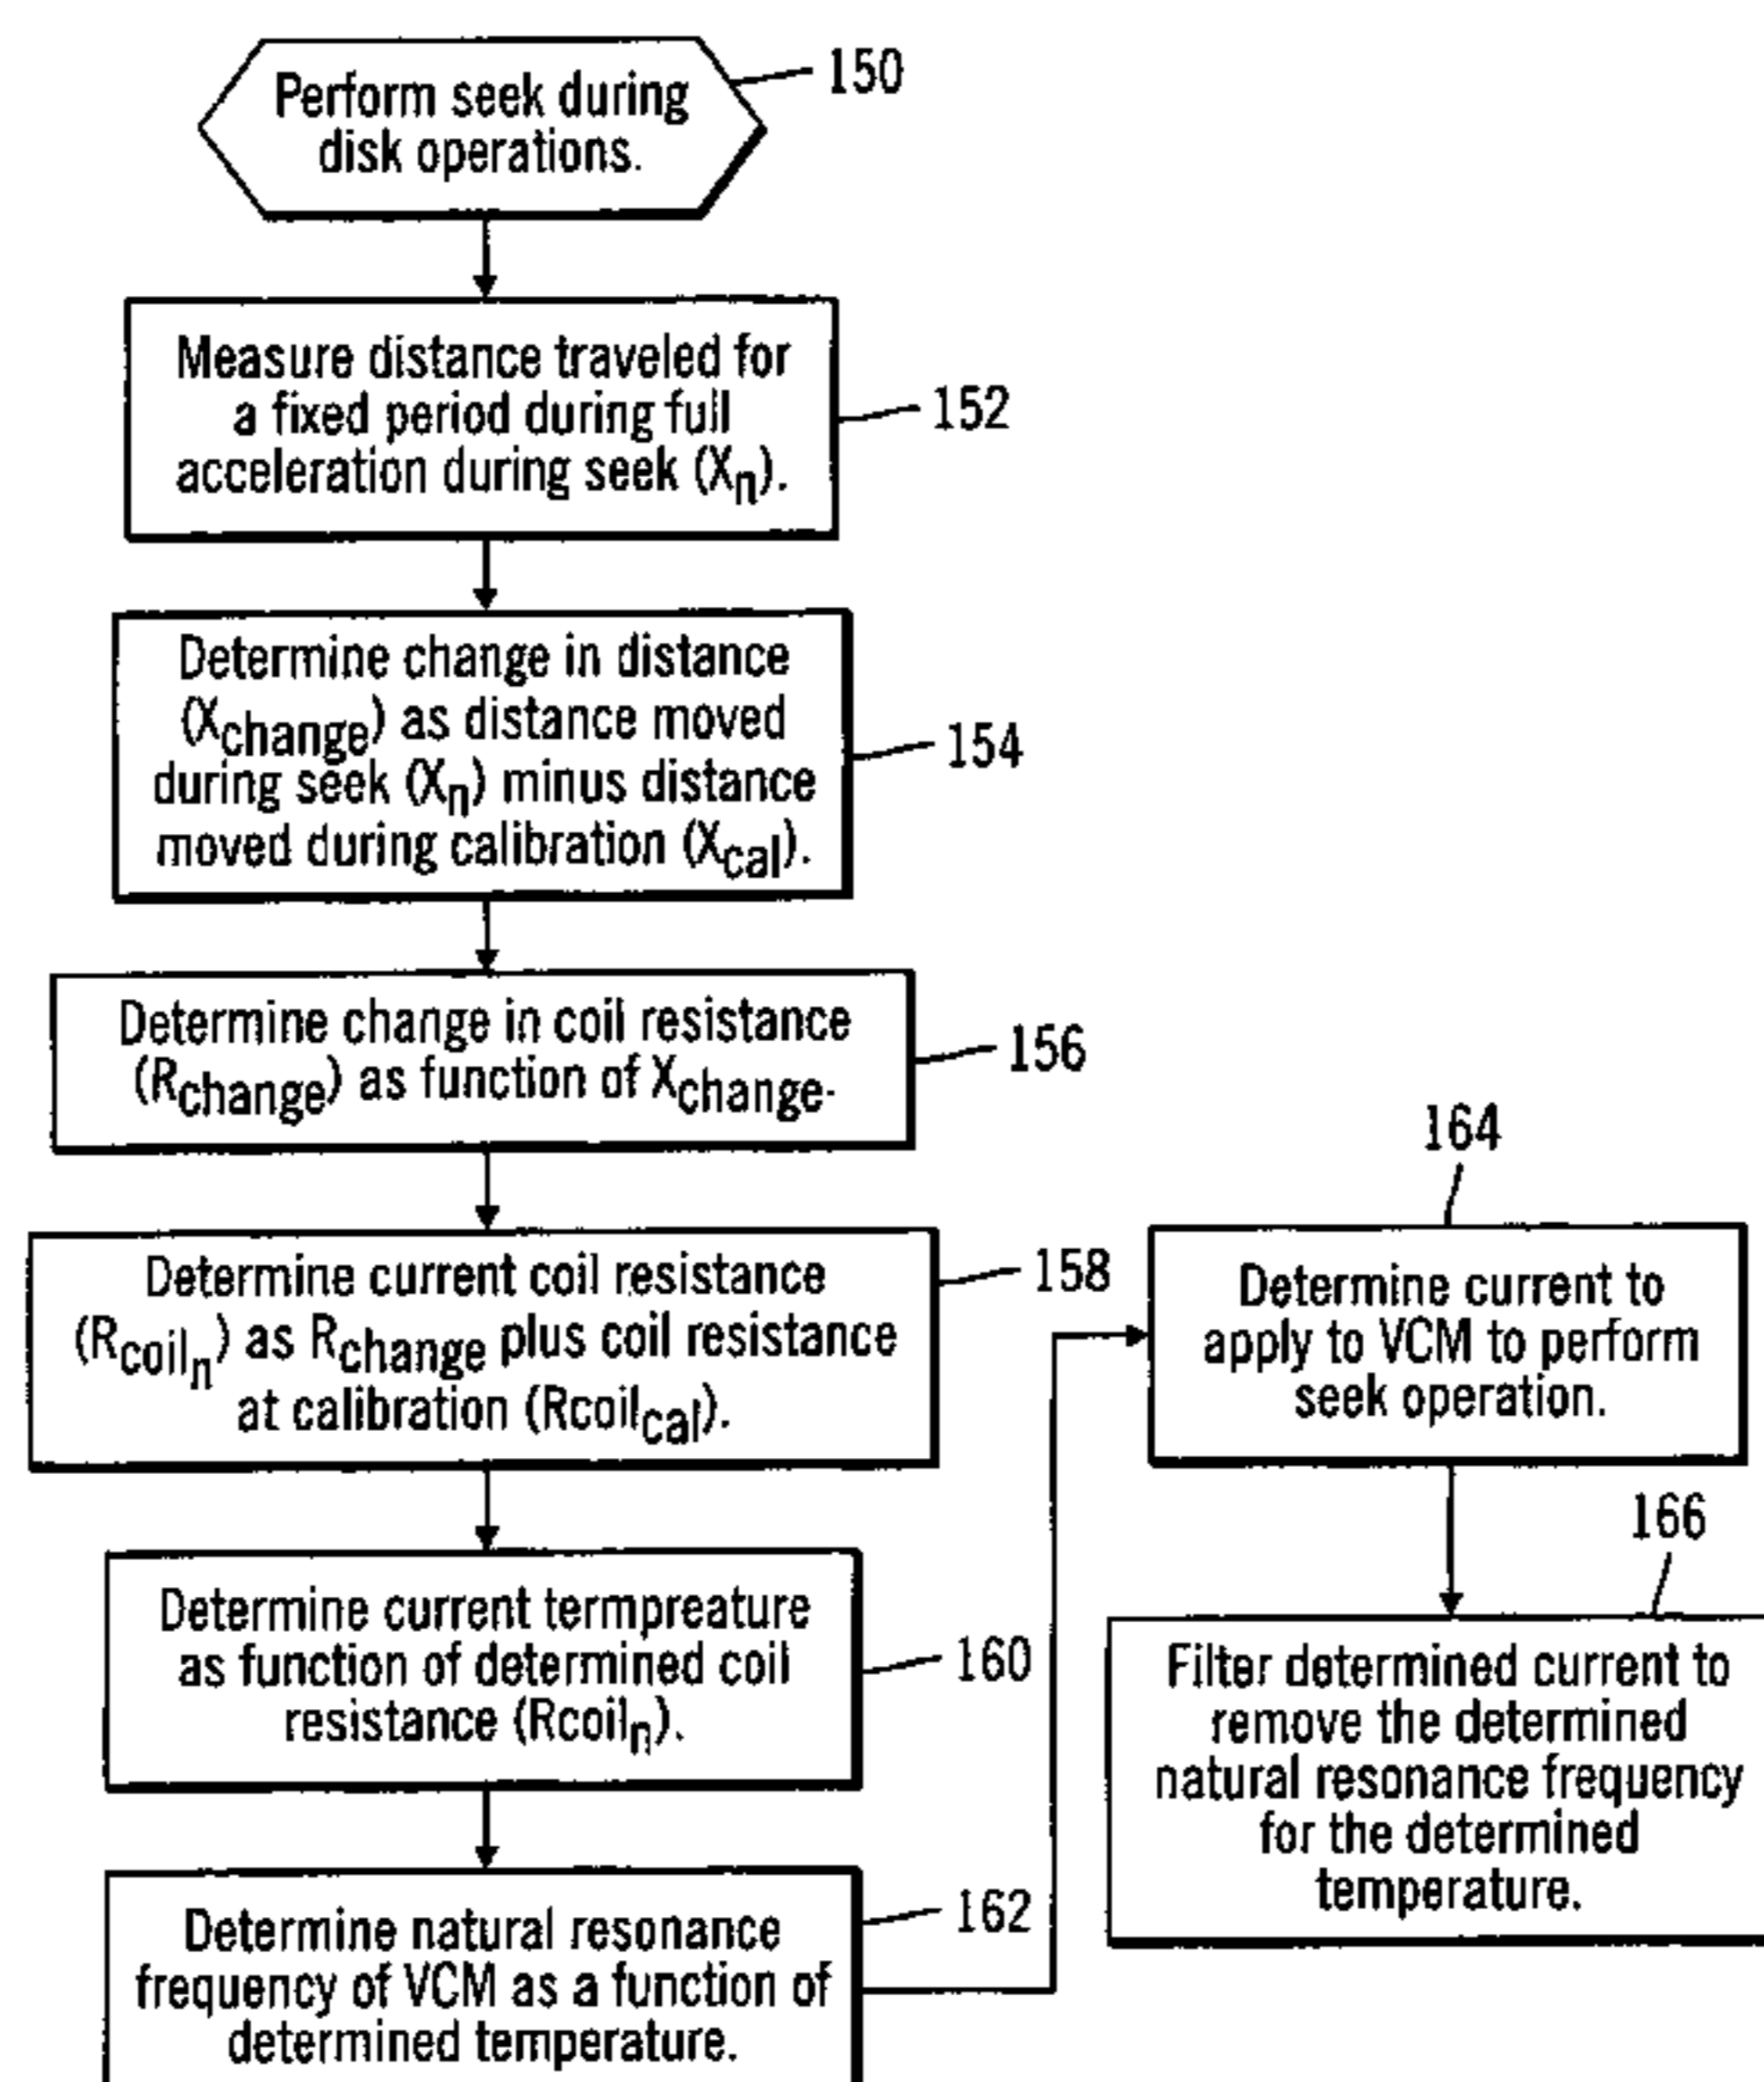 Perform seek during
disk operations.
150
Measure distance traveled for
a fixed period during full
acceleration during seek (Xn).
152
Determine change in distance
(Xchange) as distance moved
during seek (Xn) minus distance
moved during calibration (Xcal).
154
Determine change in coil resistance
(Rchange) as function of Xchange.
156
Determine current coil resistance
(Rcoiln) as Rchange plus coil resistance
at calibration (Rcoilcal).
158
Determine current termpreature
as function of determined coil
resistance (Rcoiln).
160
Determine natural resonance
frequency of VCM as a function of
determined temperature.
162
164
Determine current to
apply to VCM to perform
seek operation.
166
Filter determined current to
remove the determined
natural resonance frequency
for the determined
temperature.